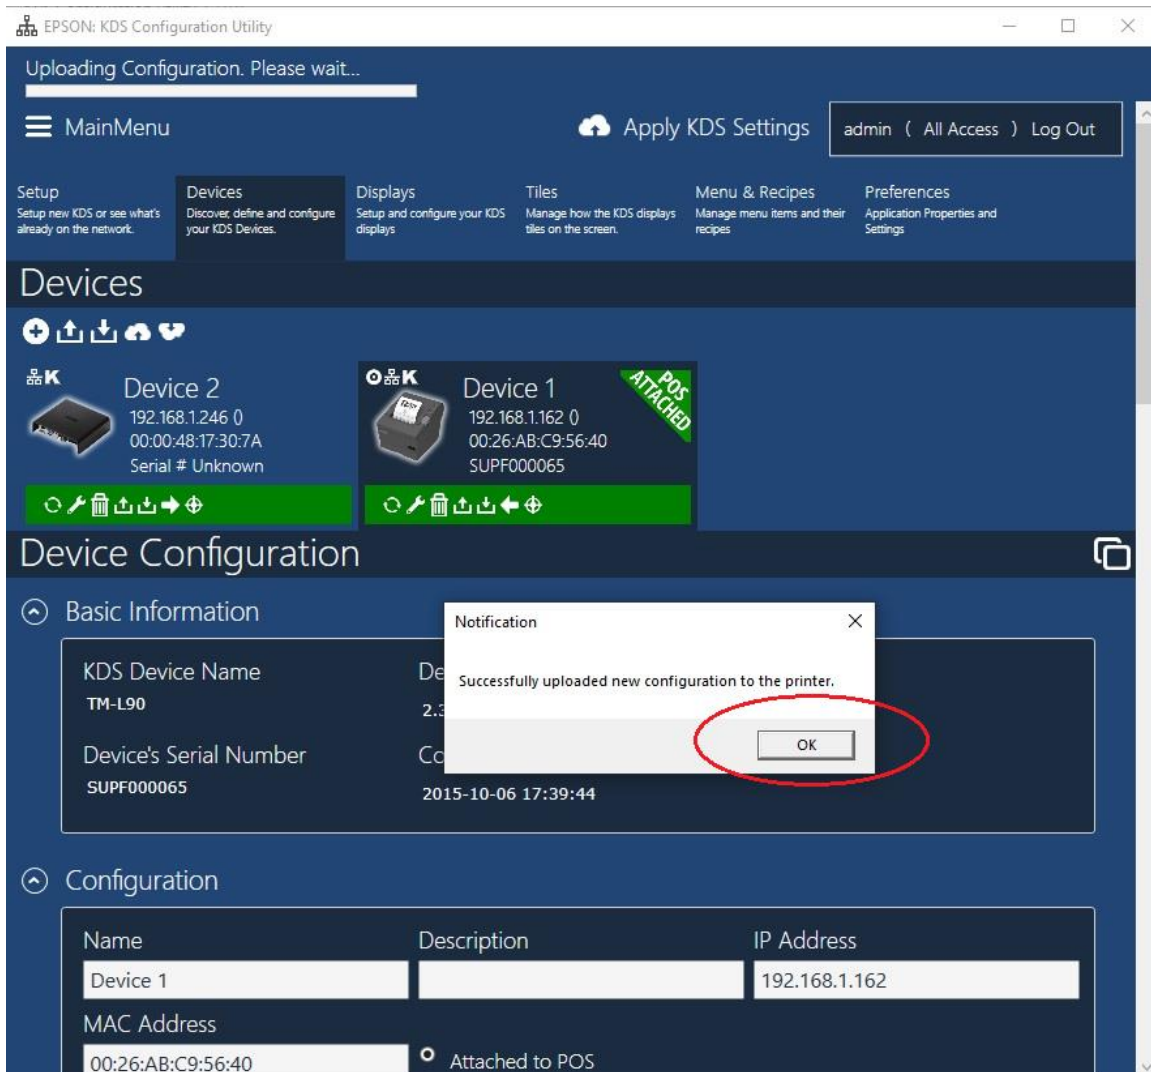 EPSON: KDS Configuration Utility
Uploading Configuration. Please wait...
MainMenu
Apply KDS Settings
admin ( All Access ) Log Out
Setup
Setup new KDS or see what's
already on the network.
Devices
Discover, define and configure
your KDS Devices.
Displays
Setup and configure your KDS
displays
Tiles
Manage how the KDS displays
tiles on the screen.
Menu & Recipes
Manage menu items and their
recipes
Preferences
Application Properties and
Settings
Devices
K
Device 2
192.168.1.246 ()
00:00:48:17:30:7A
Serial # Unknown
K
Device 1
192.168.1.162 ()
00:26:AB:C9:56:40
SUPF000065
POS
ATTACHED
Device Configuration
Basic Information
KDS Device Name
TM-L90
De
2.3
Device's Serial Number
SUPF000065
Co
2015-10-06 17:39:44
Notification
Successfully uploaded new configuration to the printer.
OK
Configuration
Name
Device 1
Description
IP Address
192.168.1.162
MAC Address
00:26:AB:C9:56:40
Attached to POS